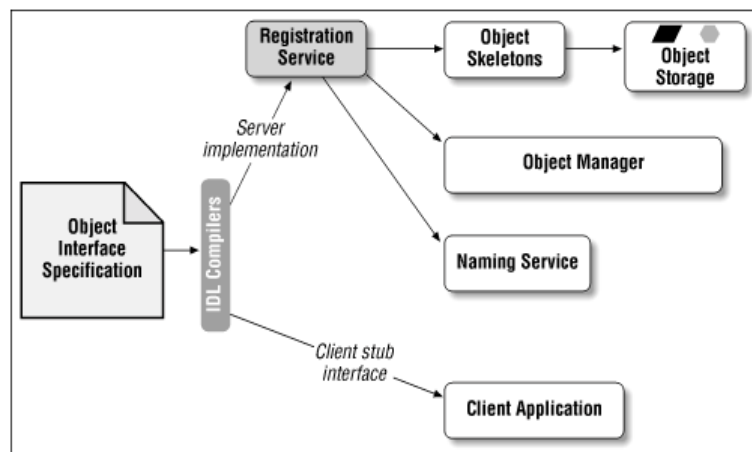 Registration
Service
Object
Skeletons
Object
Storage
Server
implementation
Object Manager
Object
Interface
Specification
IDL Compilers
Naming Service
Client stub
interface
Client Application